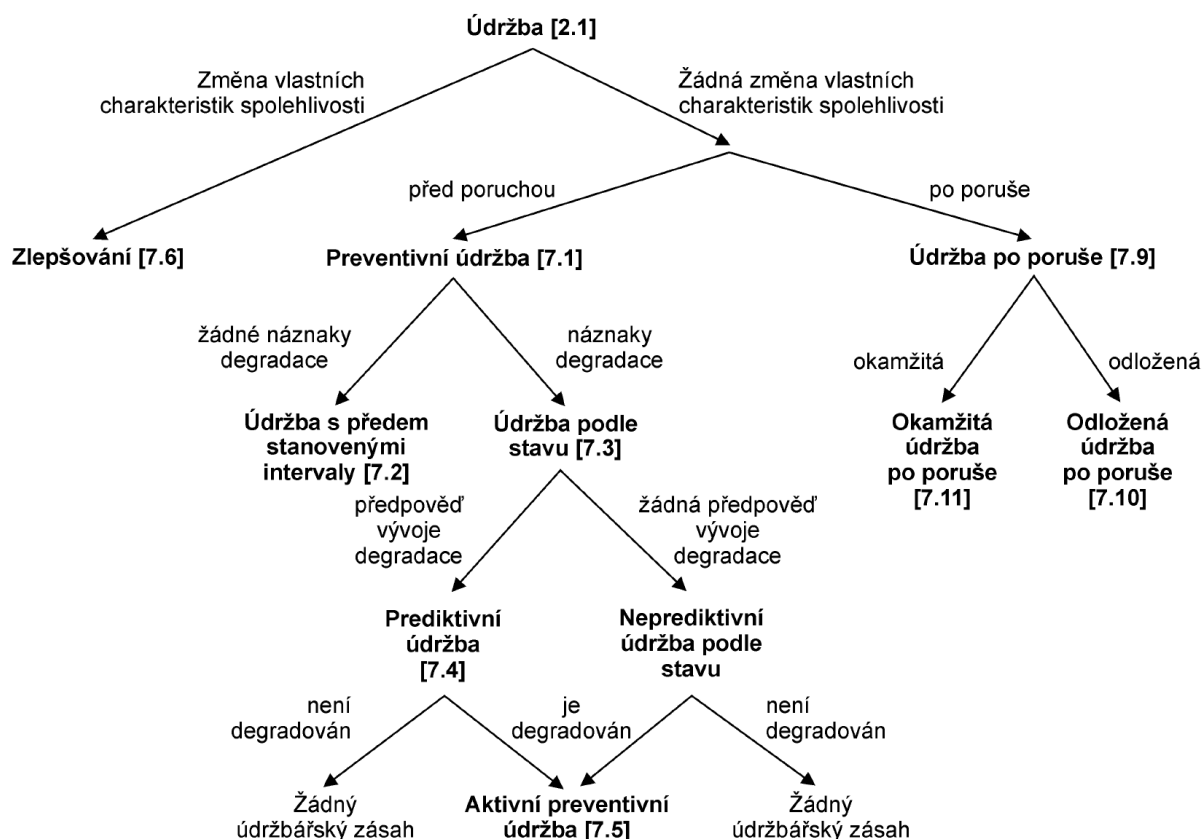 Údržba [2.1]
Změna vlastních
charakteristik spolehlivosti
Žádná změna vlastních
charakteristik spolehlivosti
před poruchou
po poruše
Zlepšování [7.6]
Preventivní údržba [7.1]
Údržba po poruše [7.9]
žádné náznaky
degradace
náznaky
degradace
okamžitá
odložená
Údržba s předem
stanovenými
intervaly [7.2]
Údržba podle
stavu [7.3]
Okamžitá
údržba
po poruše
[7.11]
Odložená
údržba
po poruše
[7.10]
předpověď
vývoje
degradace
žádná předpověď
vývoje
degradace
Prediktivní
údržba
[7.4]
Neprediktivní
údržba podle
stavu
není
degradován
je
degradován
není
degradován
Žádný
údržbářský zásah
Aktivní preventivní
údržba [7.5]
Žádný
údržbářský zásah